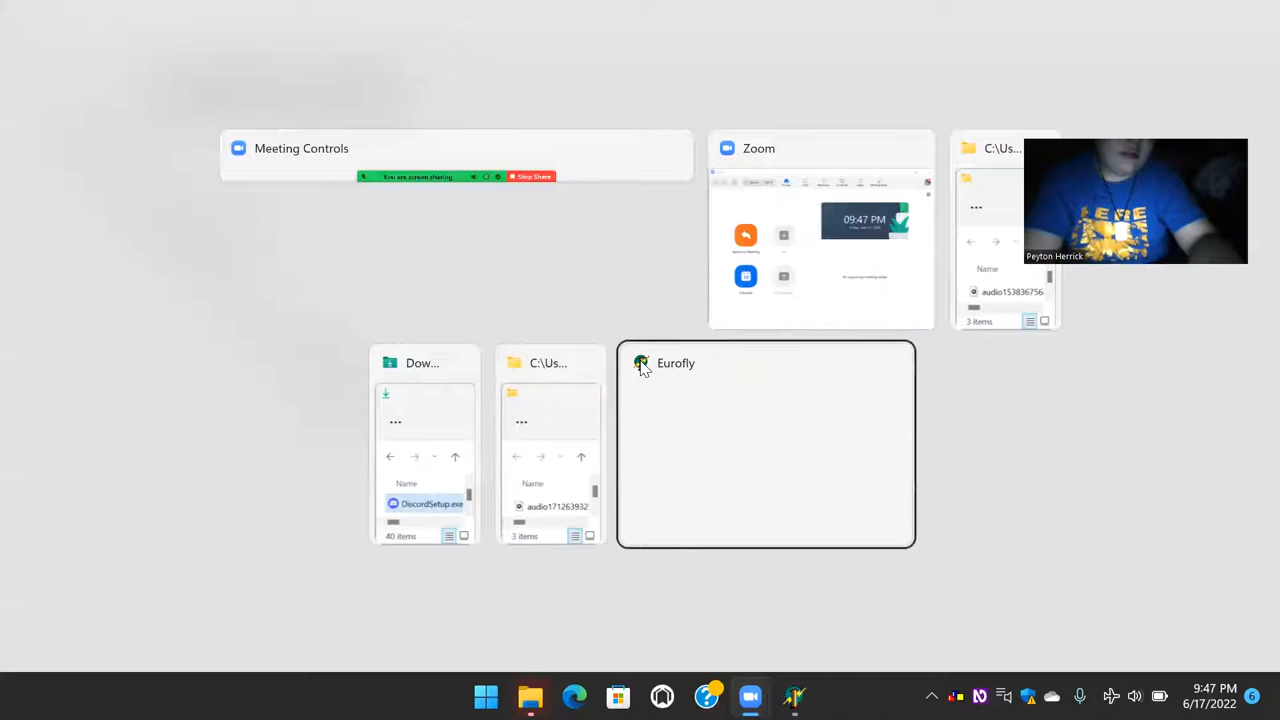 Meeting Controls
You are screen sharing
Stop Share
Zoom
09:47 PM
C:\Us...
...
Name
audio153836756
3 items
Peyton Herrick
Dow...
...
Name
DiscordSetup.exe
40 items
C:\Us...
...
Name
audio171263932
3 items
Eurofly
9:47 PM
6/17/2022
6